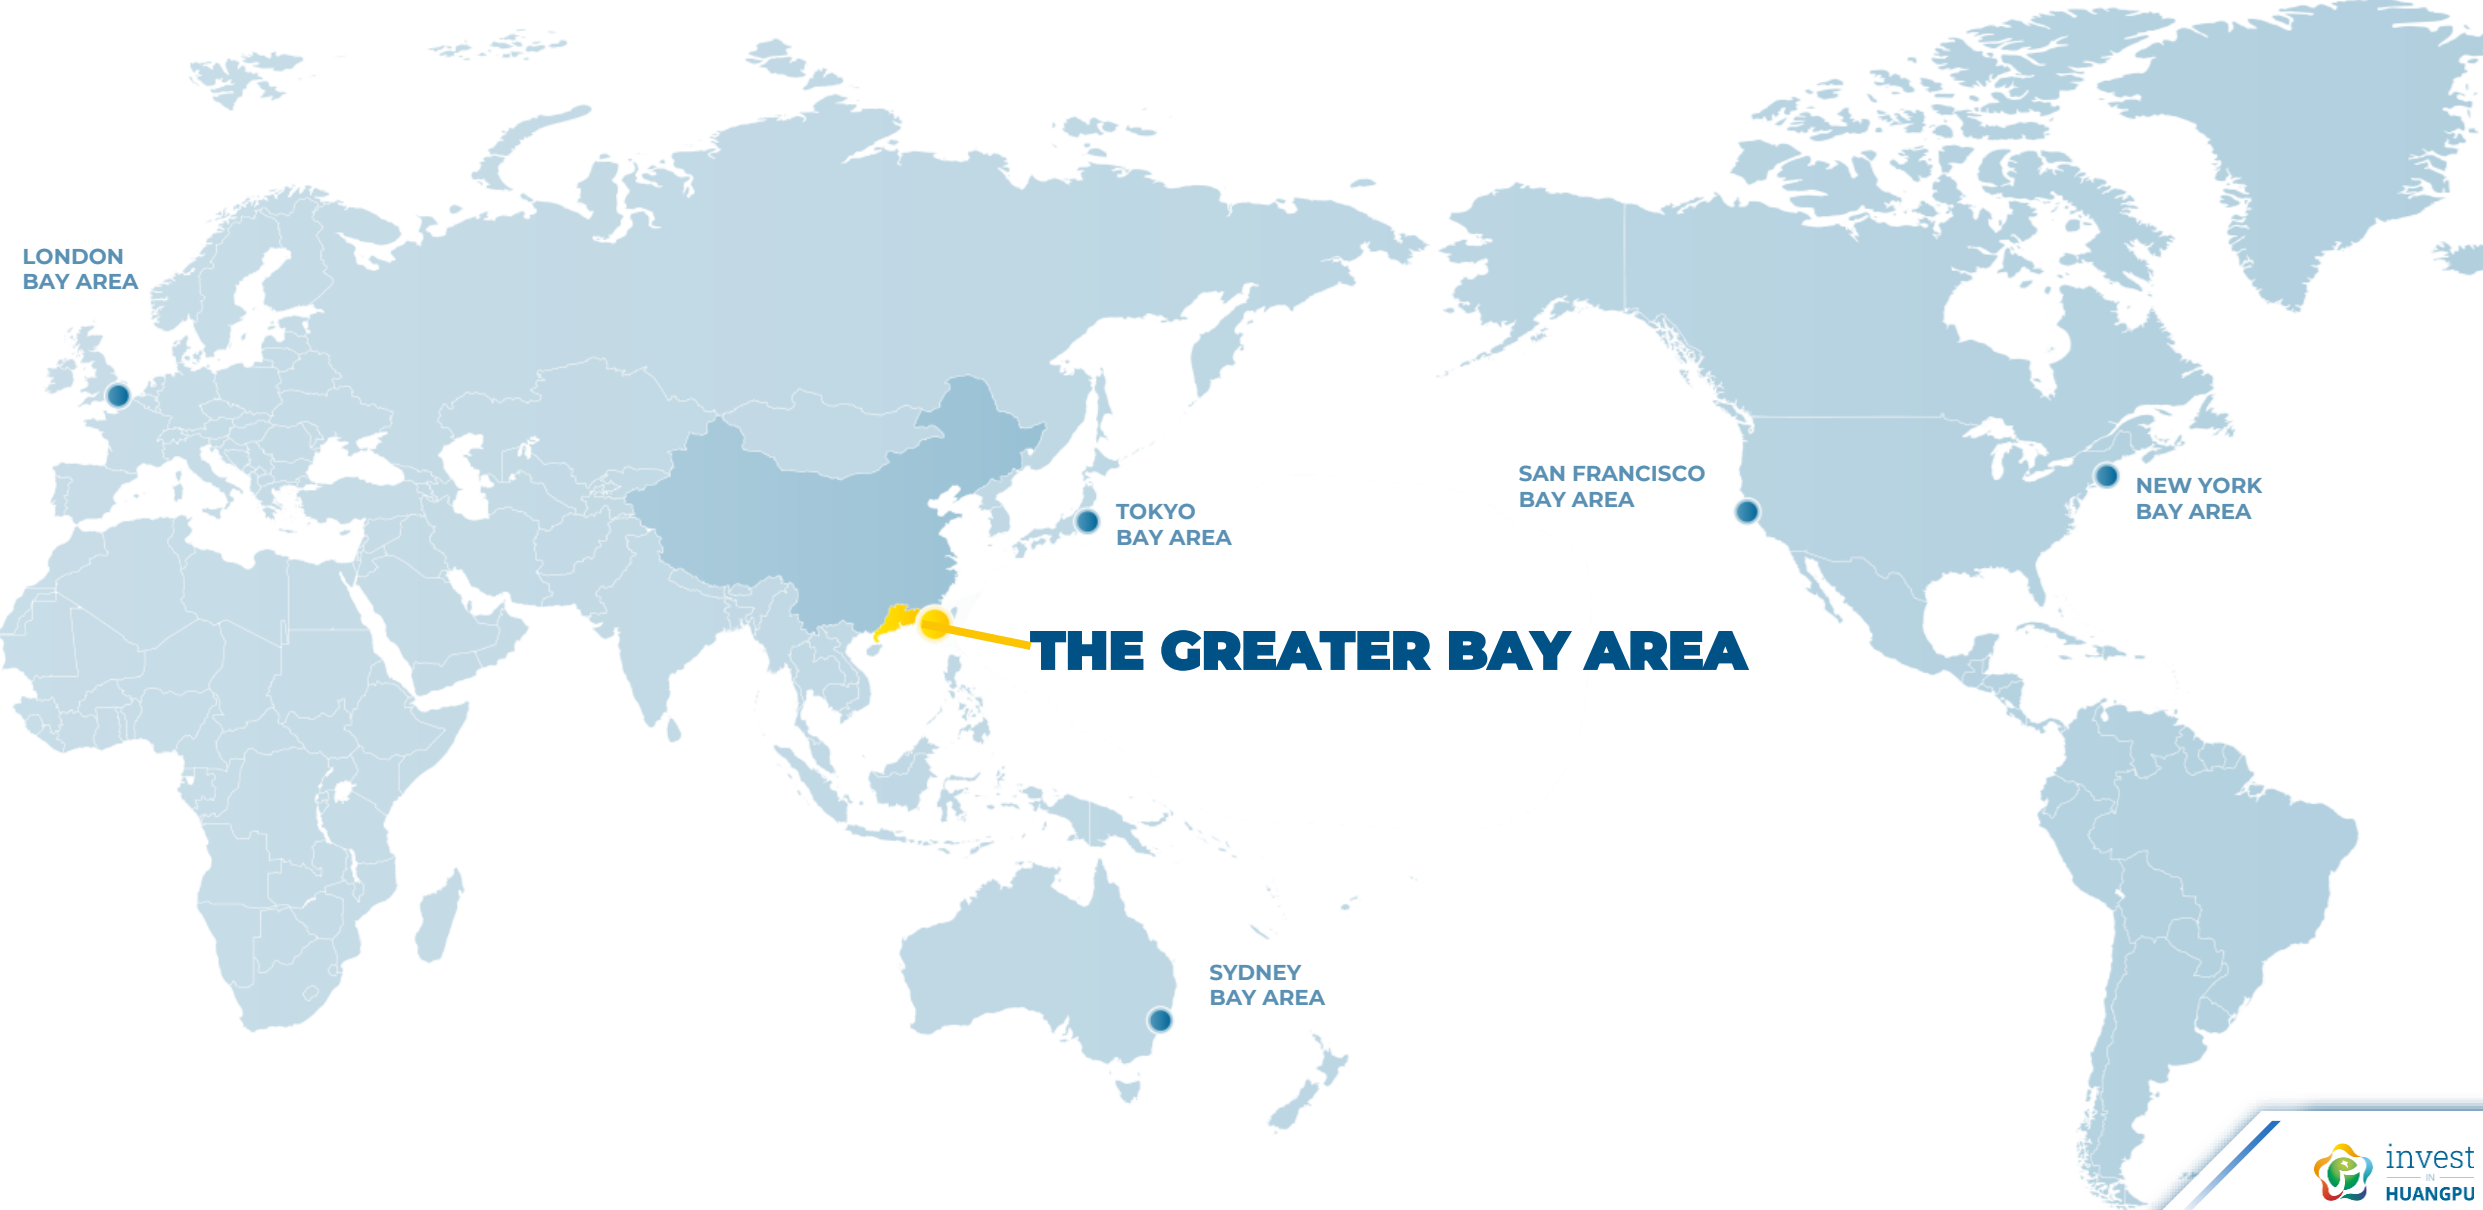 LONDON
BAY AREA
SAN FRANCISCO
BAY AREA
NEW YORK
BAY AREA
TOKYO
BAY AREA
THE GREATER BAY AREA
SYDNEY
BAY AREA
invest
IN
HUANGPU